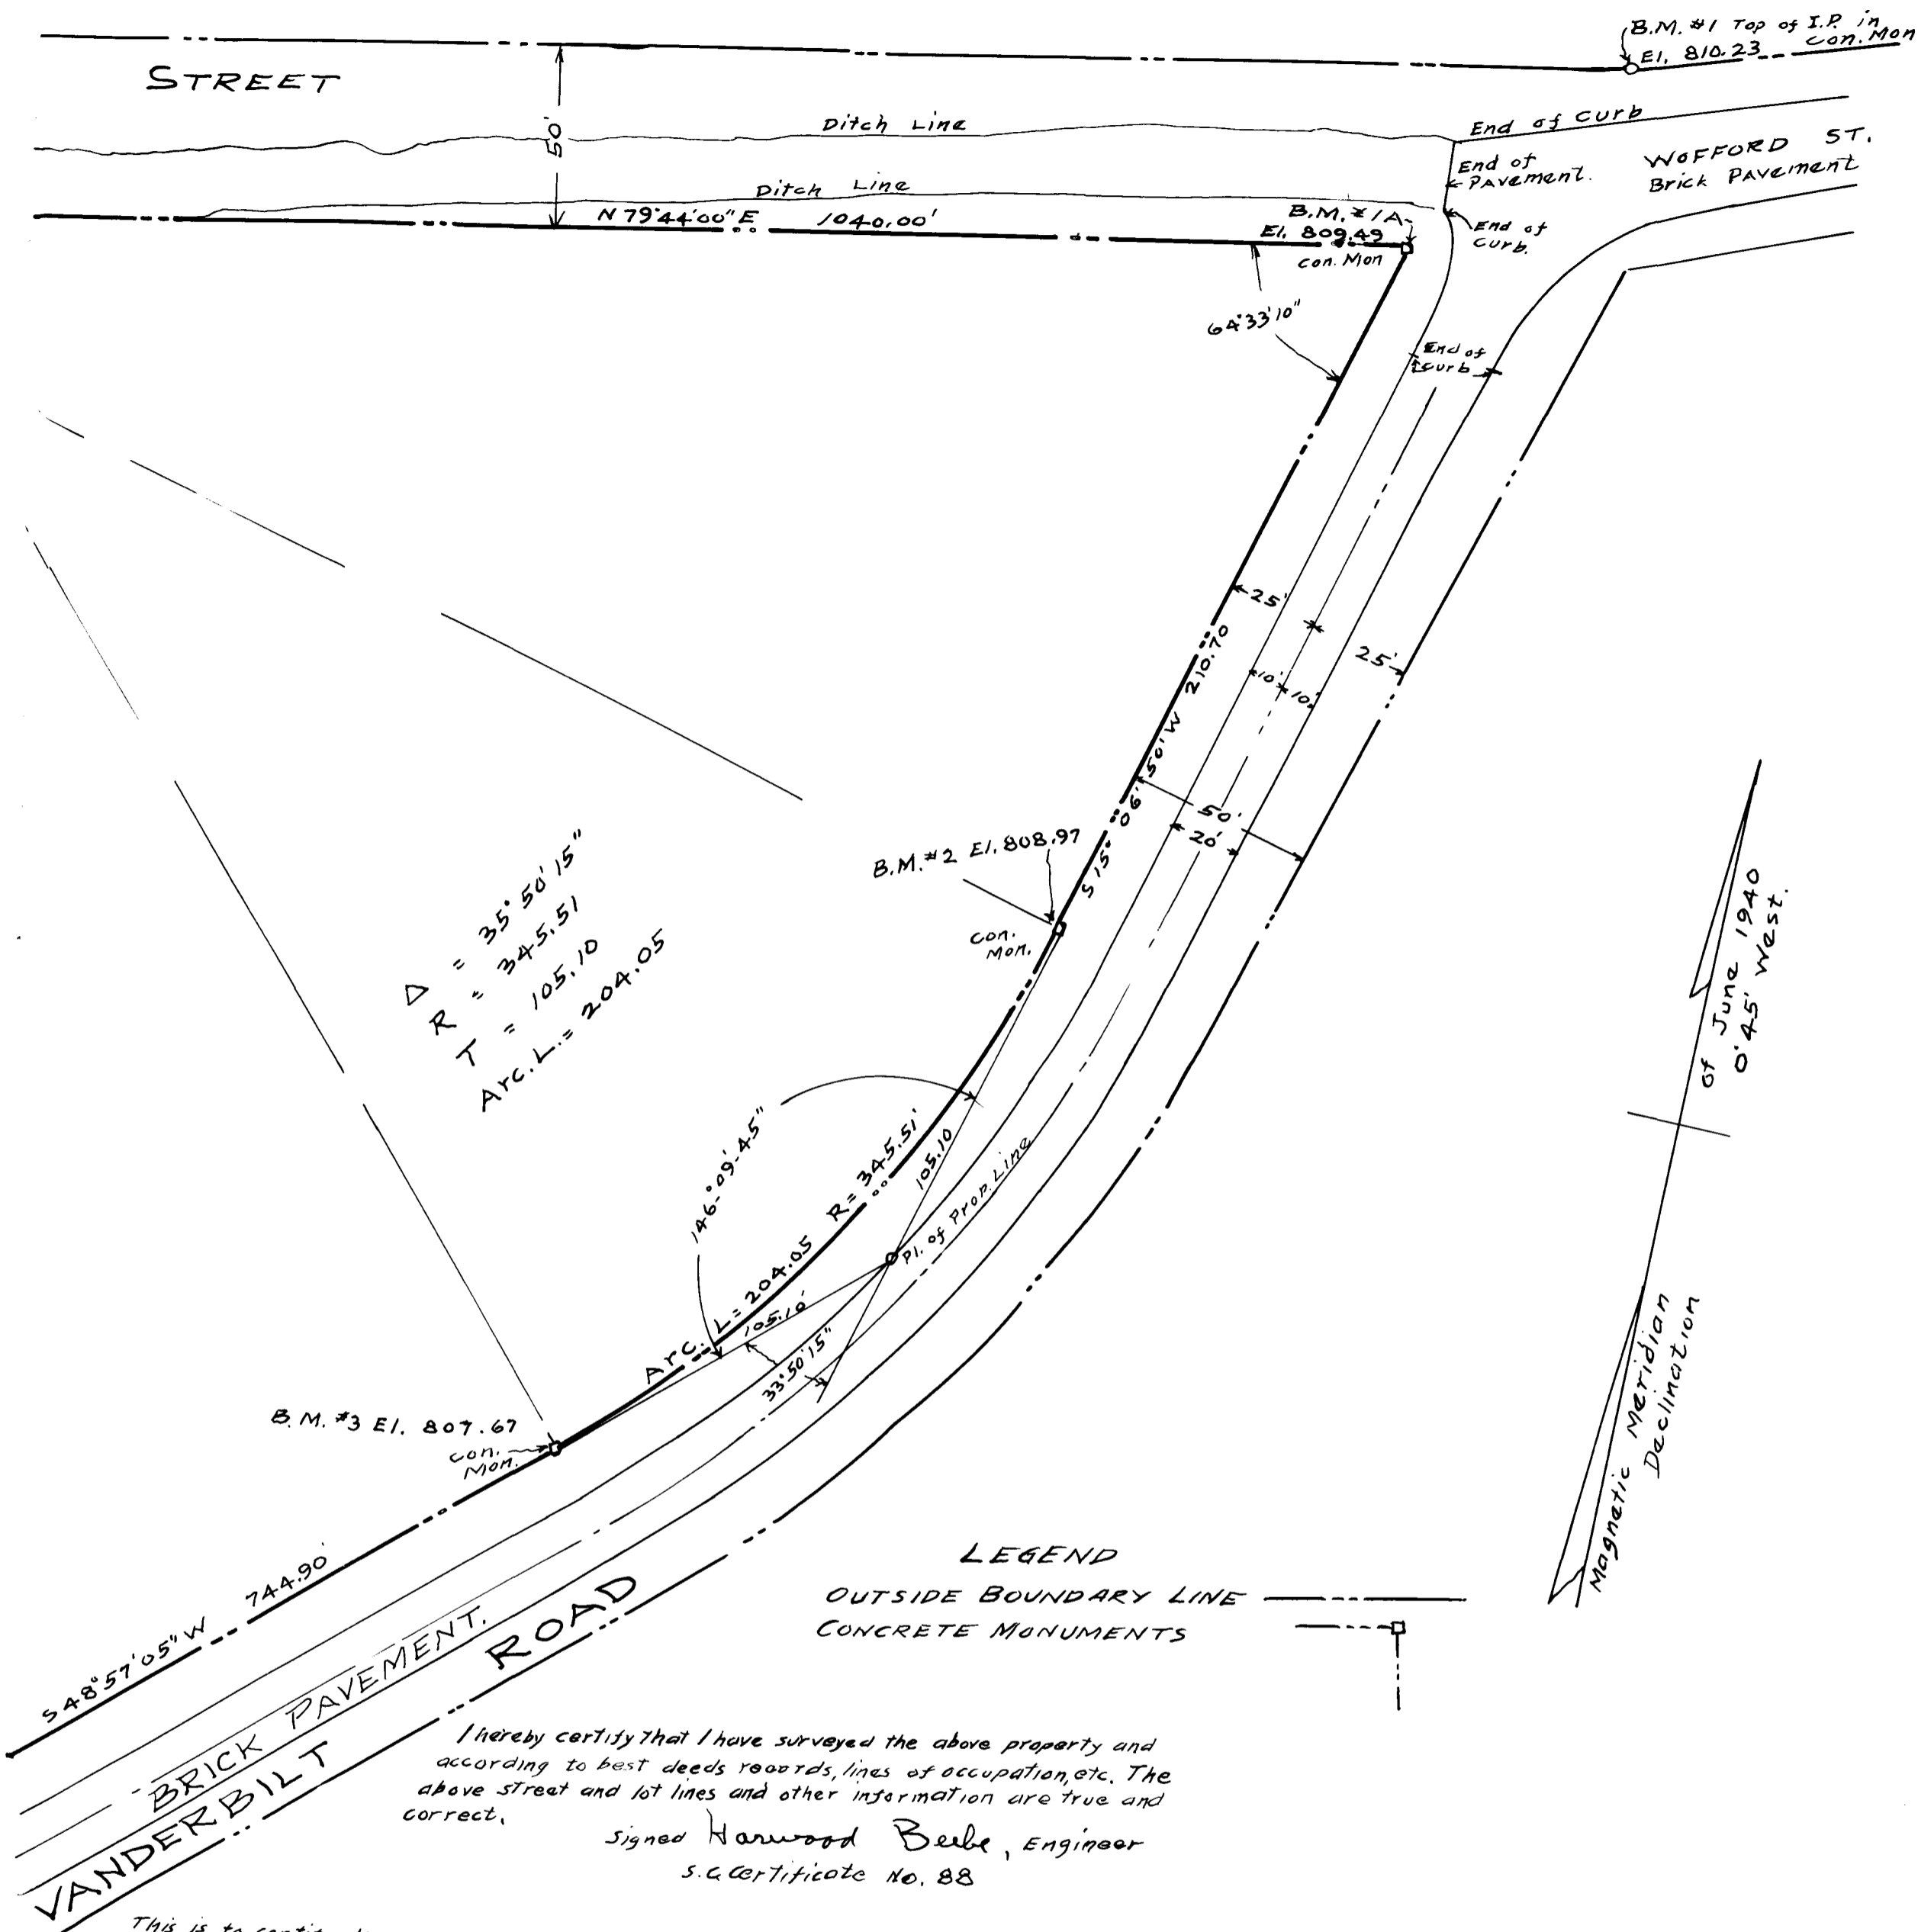 B.M. #1 Top of I.P. in
Con. Mon
El. 810.23
STREET
50'
Ditch Line
End of Curb
WOFFORD ST.
Brick Pavement
End of
Pavement.
Ditch Line
N 79°44'00" E 1040.00'
B.M. #1A
El. 809.49
Con. Mon
End of
Curb.
64°33'10"
End of
Curb
25'
25'
10' 10'
S 15° 06' 50" W 210.70
50'
20'
B.M. #2 El. 808.97
Con.
Mon.
Δ = 35° 50' 15"
R = 345.51
T = 105.10
Arc. L. = 204.05
of June 1940
0°45' West.
146°-09'-45"
Arc. L = 204.05 R = 345.51'
105.10
P.I. of Prop. Line
105.10'
33°50'15"
B.M. #3 El. 807.67
Con.
Mon.
Magnetic Meridian
Declination
S 48°57'05" W 744.90'
BRICK PAVEMENT.
VANDERBILT ROAD
LEGEND
OUTSIDE BOUNDARY LINE
CONCRETE MONUMENTS
I hereby certify that I have surveyed the above property and
according to best deeds records, lines of occupation, etc. The
above street and lot lines and other information are true and
correct.
Signed Harwood Beebe, Engineer
S.C. Certificate No. 88
This is to